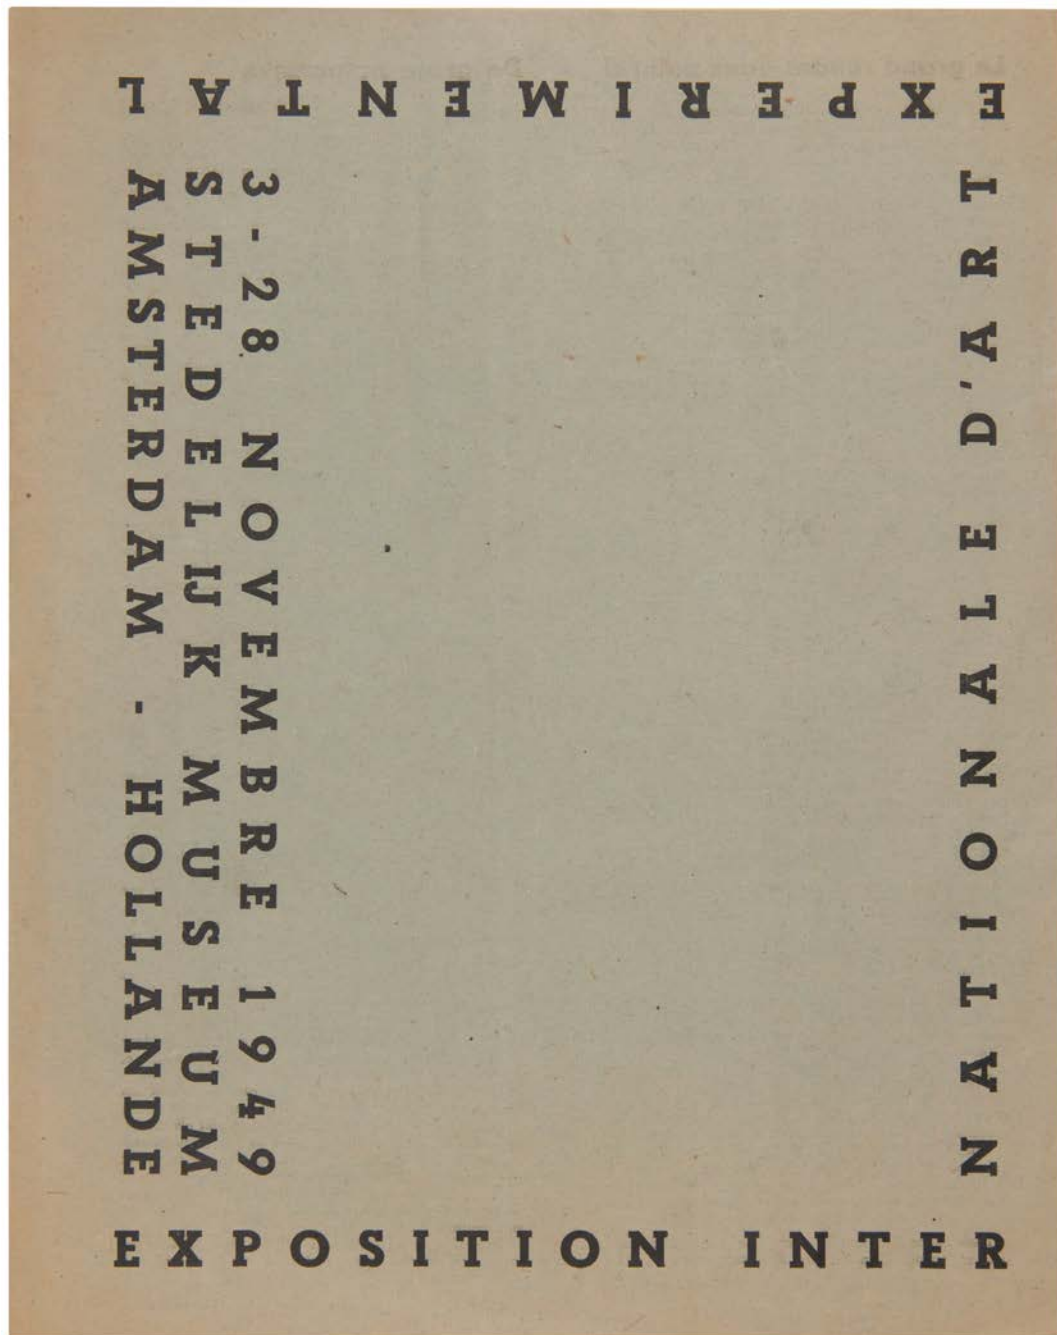 EXPOSITION INTER
NATIONALE D'ART
EXPERIMENTAL
3-28 NOVEMBRE 1949
STEDELIJK MUSEUM
AMSTERDAM - HOLLANDE